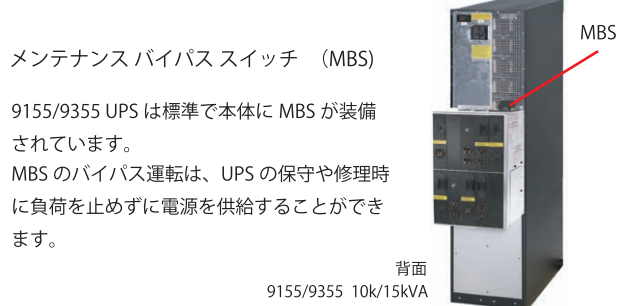 メンテナンス バイパス スイッチ （MBS)
MBS
9155/9355 UPS は標準で本体に MBS が装備
されています。
MBS のバイパス運転は、UPS の保守や修理時
に負荷を止めずに電源を供給することができ
ます。
背面
9155/9355 10k/15kVA